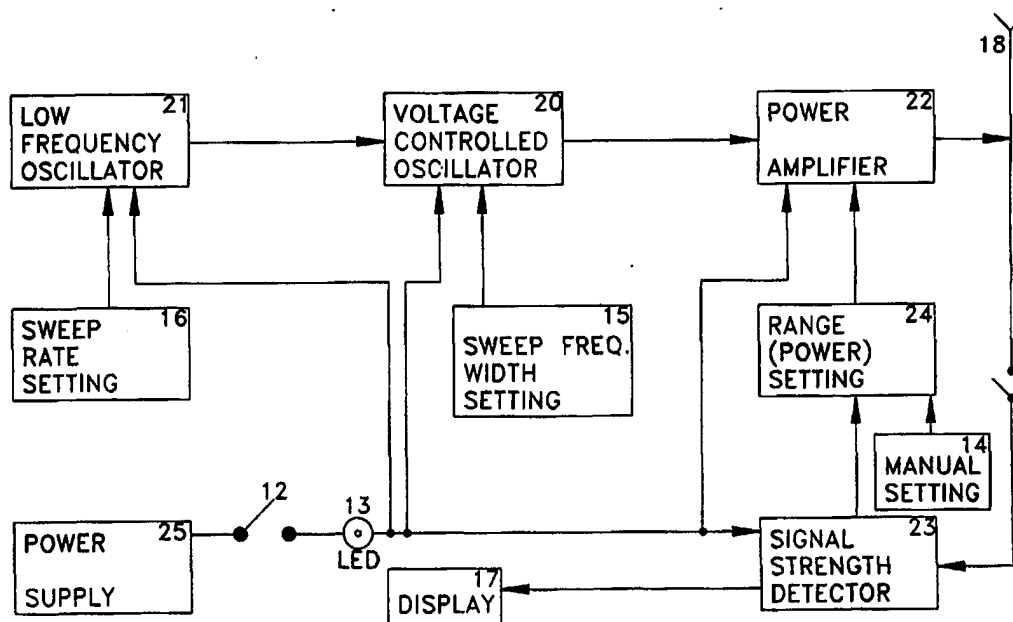 18
21
LOW
FREQUENCY
OSCILLATOR
20
VOLTAGE
CONTROLLED
OSCILLATOR
22
POWER
AMPLIFIER
16
SWEEP
RATE
SETTING
15
SWEEP FREQ.
WIDTH
SETTING
24
RANGE
(POWER)
SETTING
14
MANUAL
SETTING
25
POWER
SUPPLY
12
13
LED
23
SIGNAL
STRENGTH
DETECTOR
17
DISPLAY